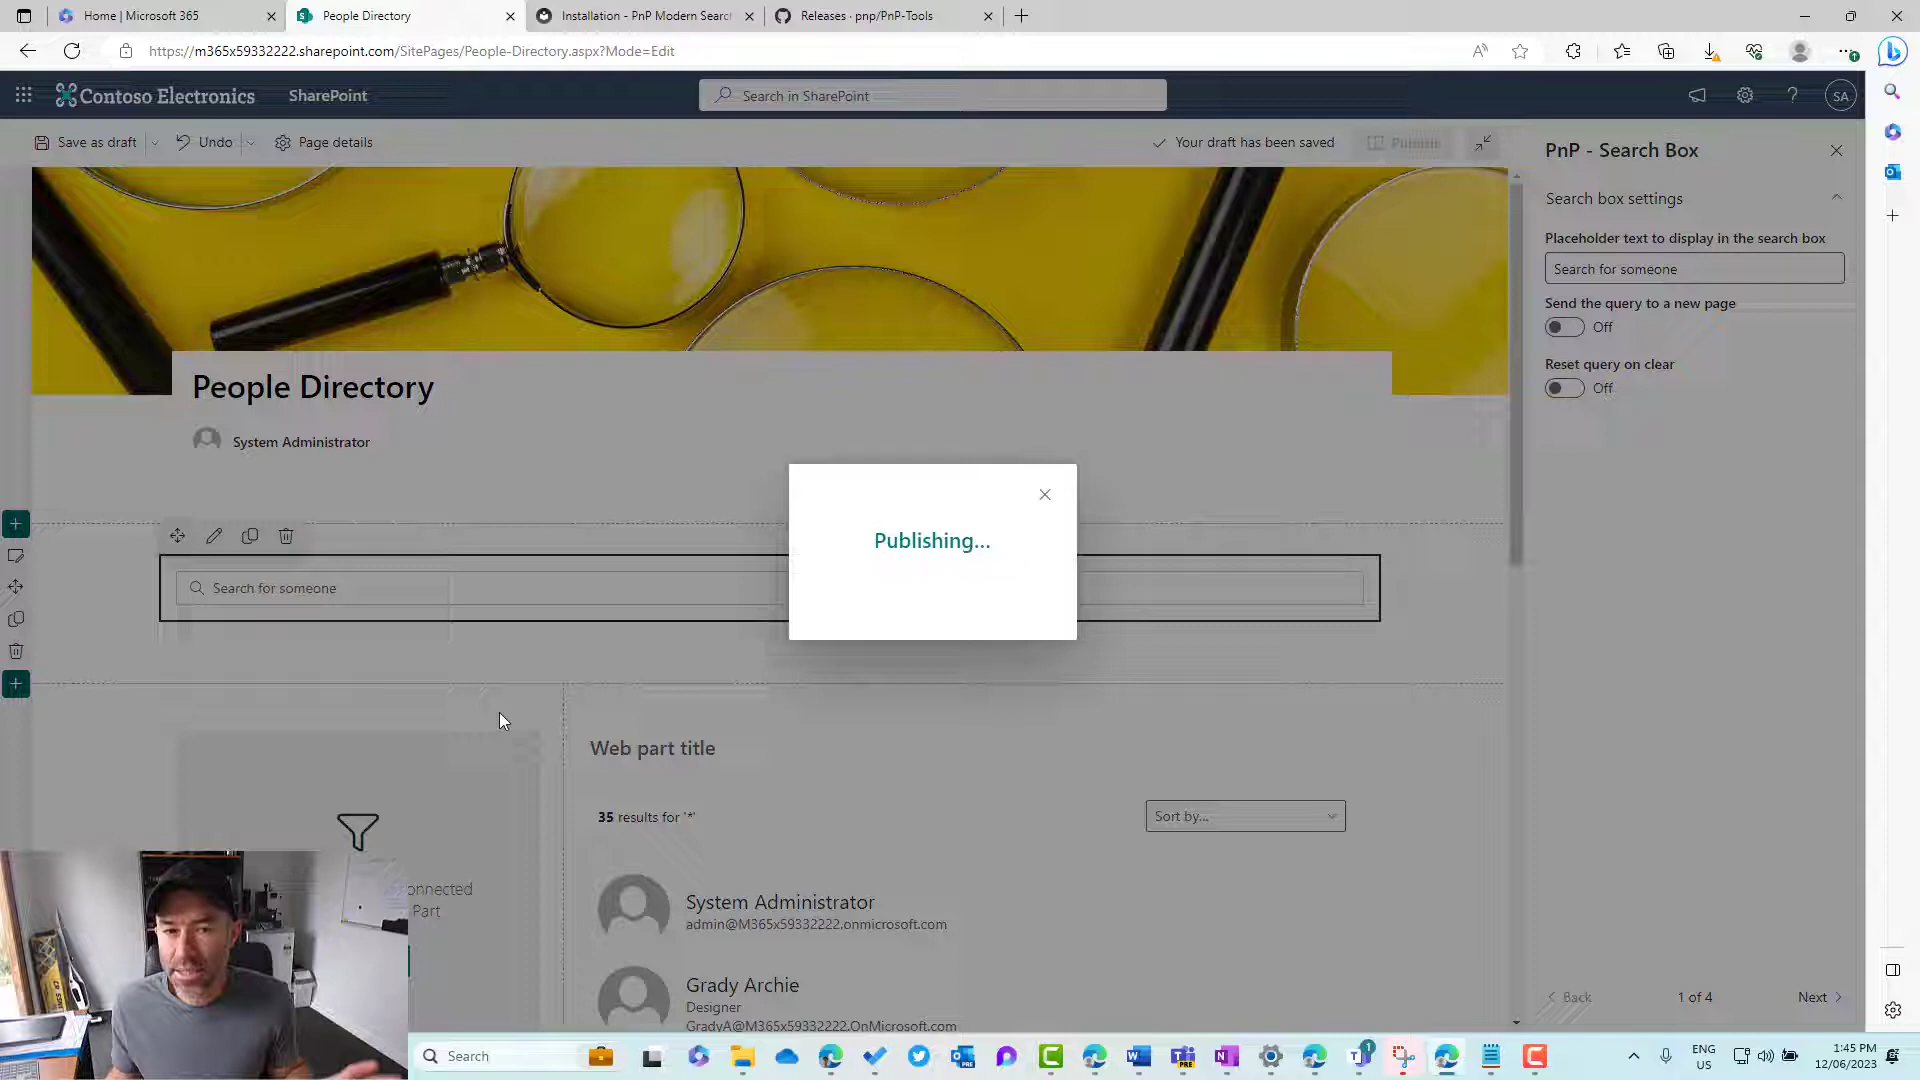 Home | Microsoft 365
People Directory
Installation - PnP Modern Search
Releases · pnp/PnP-Tools
https://m365x59332222.sharepoint.com/SitePages/People-Directory.aspx?Mode=Edit
Contoso Electronics
SharePoint
Search in SharePoint
SA
Save as draft
Undo
Page details
Your draft has been saved
Publish
PnP - Search Box
Search box settings
Placeholder text to display in the search box
Search for someone
Send the query to a new page
Off
Reset query on clear
Off
People Directory
System Administrator
Publishing...
Search for someone
Web part title
35 results for '*'
Sort by...
System Administrator
admin@M365x59332222.onmicrosoft.com
Grady Archie
Designer
GradyA@M365x59332222.OnMicrosoft.com
onnected
Part
Back
1 of 4
Next
Search
ENG
US
1:45 PM
12/06/2023